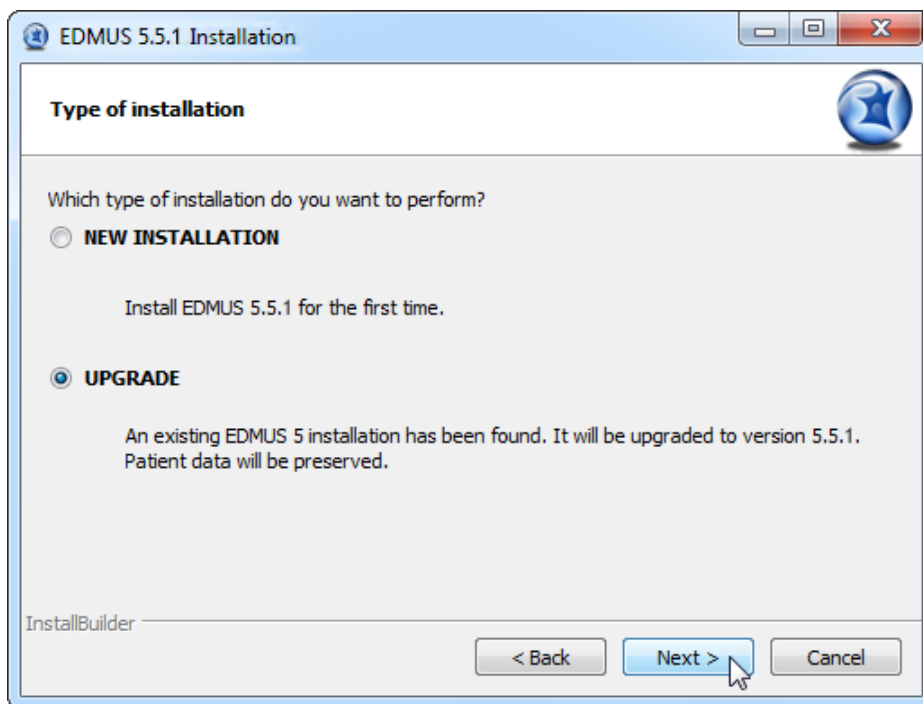 EDMUS 5.5.1 Installation
Type of installation
Which type of installation do you want to perform?
NEW INSTALLATION
Install EDMUS 5.5.1 for the first time.
UPGRADE
An existing EDMUS 5 installation has been found. It will be upgraded to version 5.5.1.
Patient data will be preserved.
InstallBuilder
< Back Next > Cancel